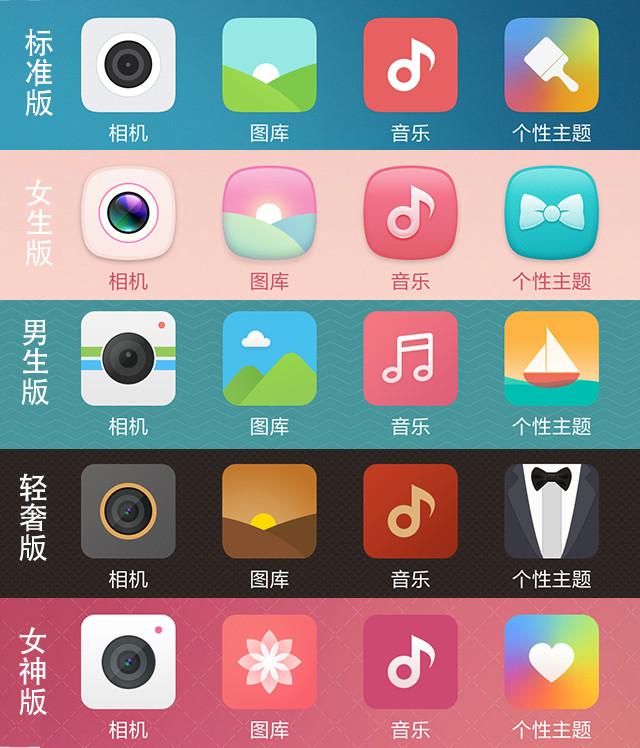 标准版
相机 图库 音乐 个性主题
女生版
相机 图库 音乐 个性主题
男生版
相机 图库 音乐 个性主题
轻奢版
相机 图库 音乐 个性主题
女神版
相机 图库 音乐 个性主题